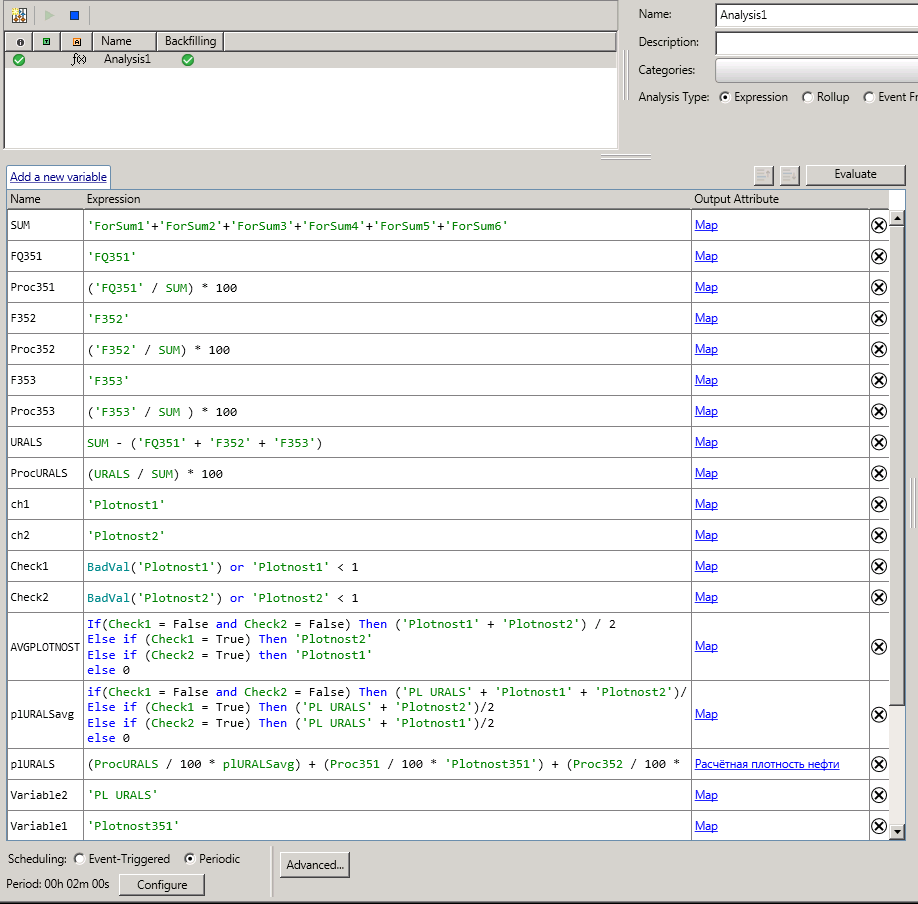 Name: Analysis1
Description:
Categories:
Analysis Type: Expression Rollup Event Fr
Name Backfilling
f(x) Analysis1
Add a new variable
Evaluate
Name Expression Output Attribute
SUM 'ForSum1'+'ForSum2'+'ForSum3'+'ForSum4'+'ForSum5'+'ForSum6' Map
FQ351 'FQ351' Map
Proc351 ('FQ351' / SUM) * 100 Map
F352 'F352' Map
Proc352 ('F352' / SUM) * 100 Map
F353 'F353' Map
Proc353 ('F353' / SUM ) * 100 Map
URALS SUM - ('FQ351' + 'F352' + 'F353') Map
ProcURALS (URALS / SUM) * 100 Map
ch1 'Plotnost1' Map
ch2 'Plotnost2' Map
Check1 BadVal('Plotnost1') or 'Plotnost1' < 1 Map
Check2 BadVal('Plotnost2') or 'Plotnost2' < 1 Map
If(Check1 = False and Check2 = False) Then ('Plotnost1' + 'Plotnost2') / 2
Else if (Check1 = True) Then 'Plotnost2'
AVGPLOTNOST Map
Else if (Check2 = True) then 'Plotnost1'
else 0
if(Check1 = False and Check2 = False) Then ('PL URALS' + 'Plotnost1' + 'Plotnost2')/
Else if (Check1 = True) Then ('PL URALS' + 'Plotnost2')/2
plURALSavg Map
Else if (Check2 = True) Then ('PL URALS' + 'Plotnost1')/2
else 0
plURALS (ProcURALS / 100 * plURALSavg) + (Proc351 / 100 * 'Plotnost351') + (Proc352 / 100 * Расчётная плотность нефти
Variable2 'PL URALS' Map
Variable1 'Plotnost351' Map
Scheduling: Event-Triggered Periodic
Advanced...
Period: 00h 02m 00s Configure